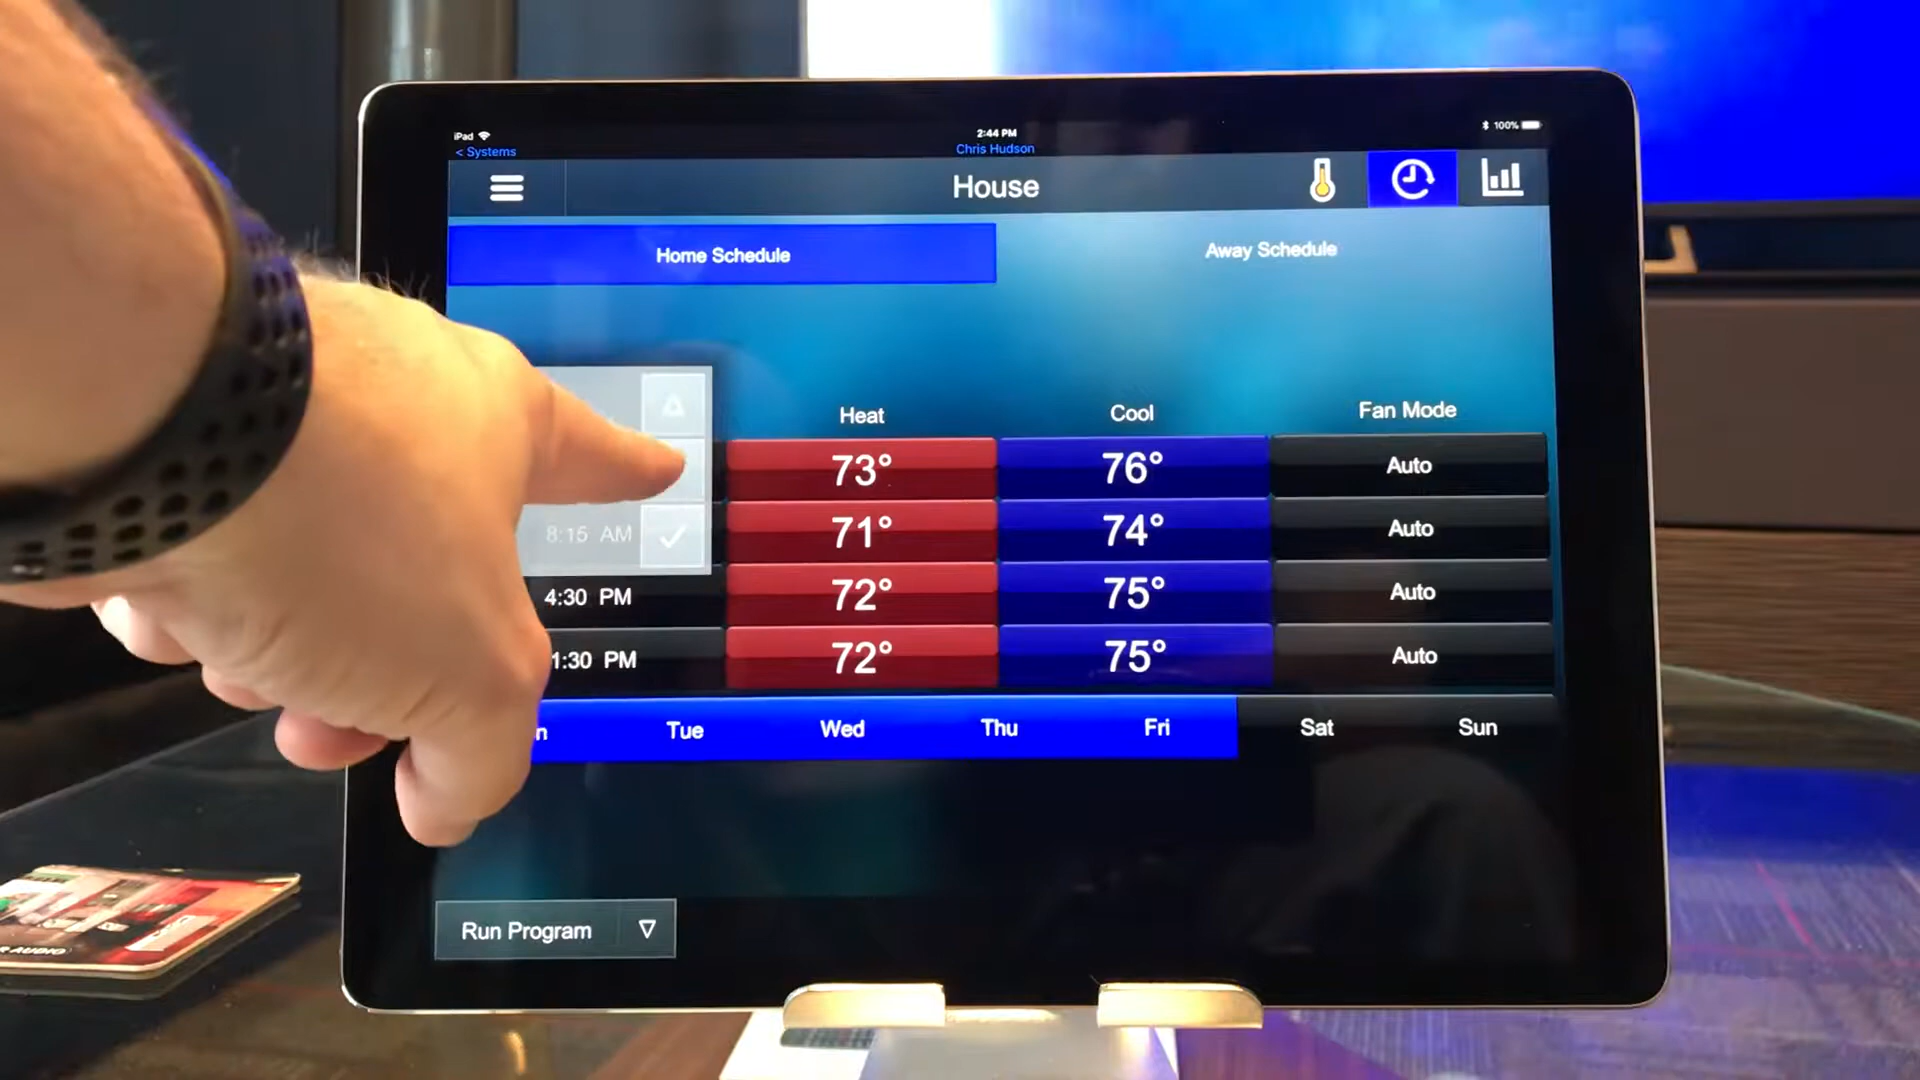 iPad
2:44 PM
100%
< Systems
Chris Hudson
House
Home Schedule
Away Schedule
Heat
Cool
Fan Mode
73°
76°
Auto
8:15 AM
71°
74°
Auto
4:30 PM
72°
75°
Auto
1:30 PM
72°
75°
Auto
n
Tue
Wed
Thu
Fri
Sat
Sun
Run Program
R AUDIO